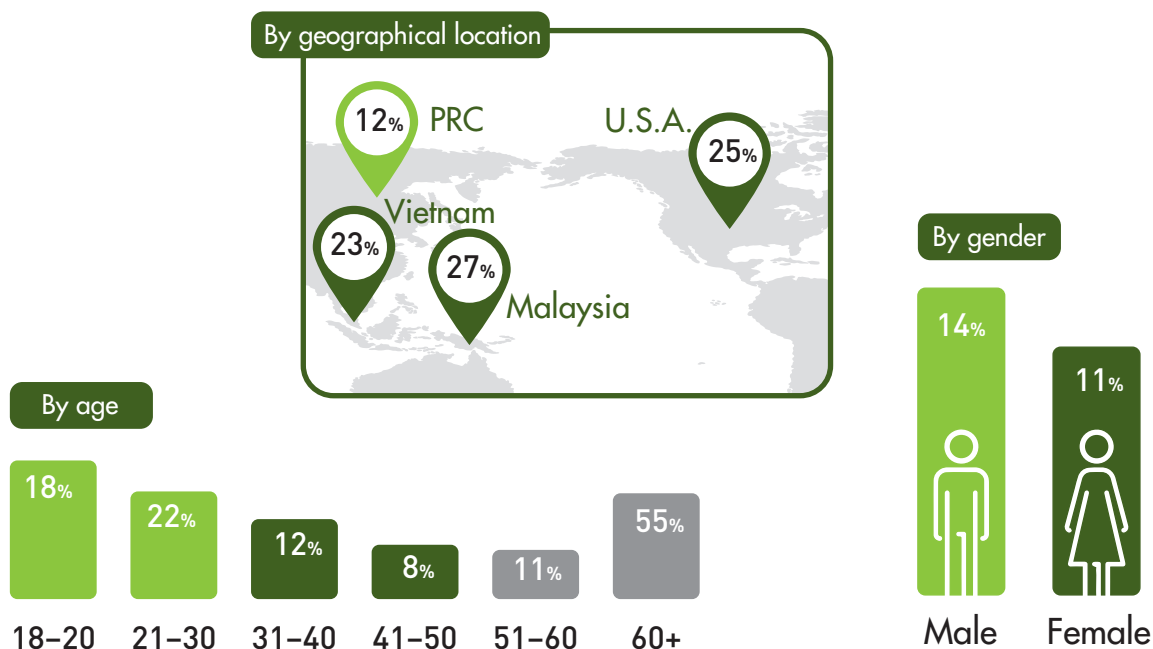 By geographical location
12% PRC
U.S.A.
25%
Vietnam
23%
27%
Malaysia
By gender
14%
11%
Male Female
By age
18%
22%
12%
8%
11%
55%
18–20 21–30 31–40 41–50 51–60 60+